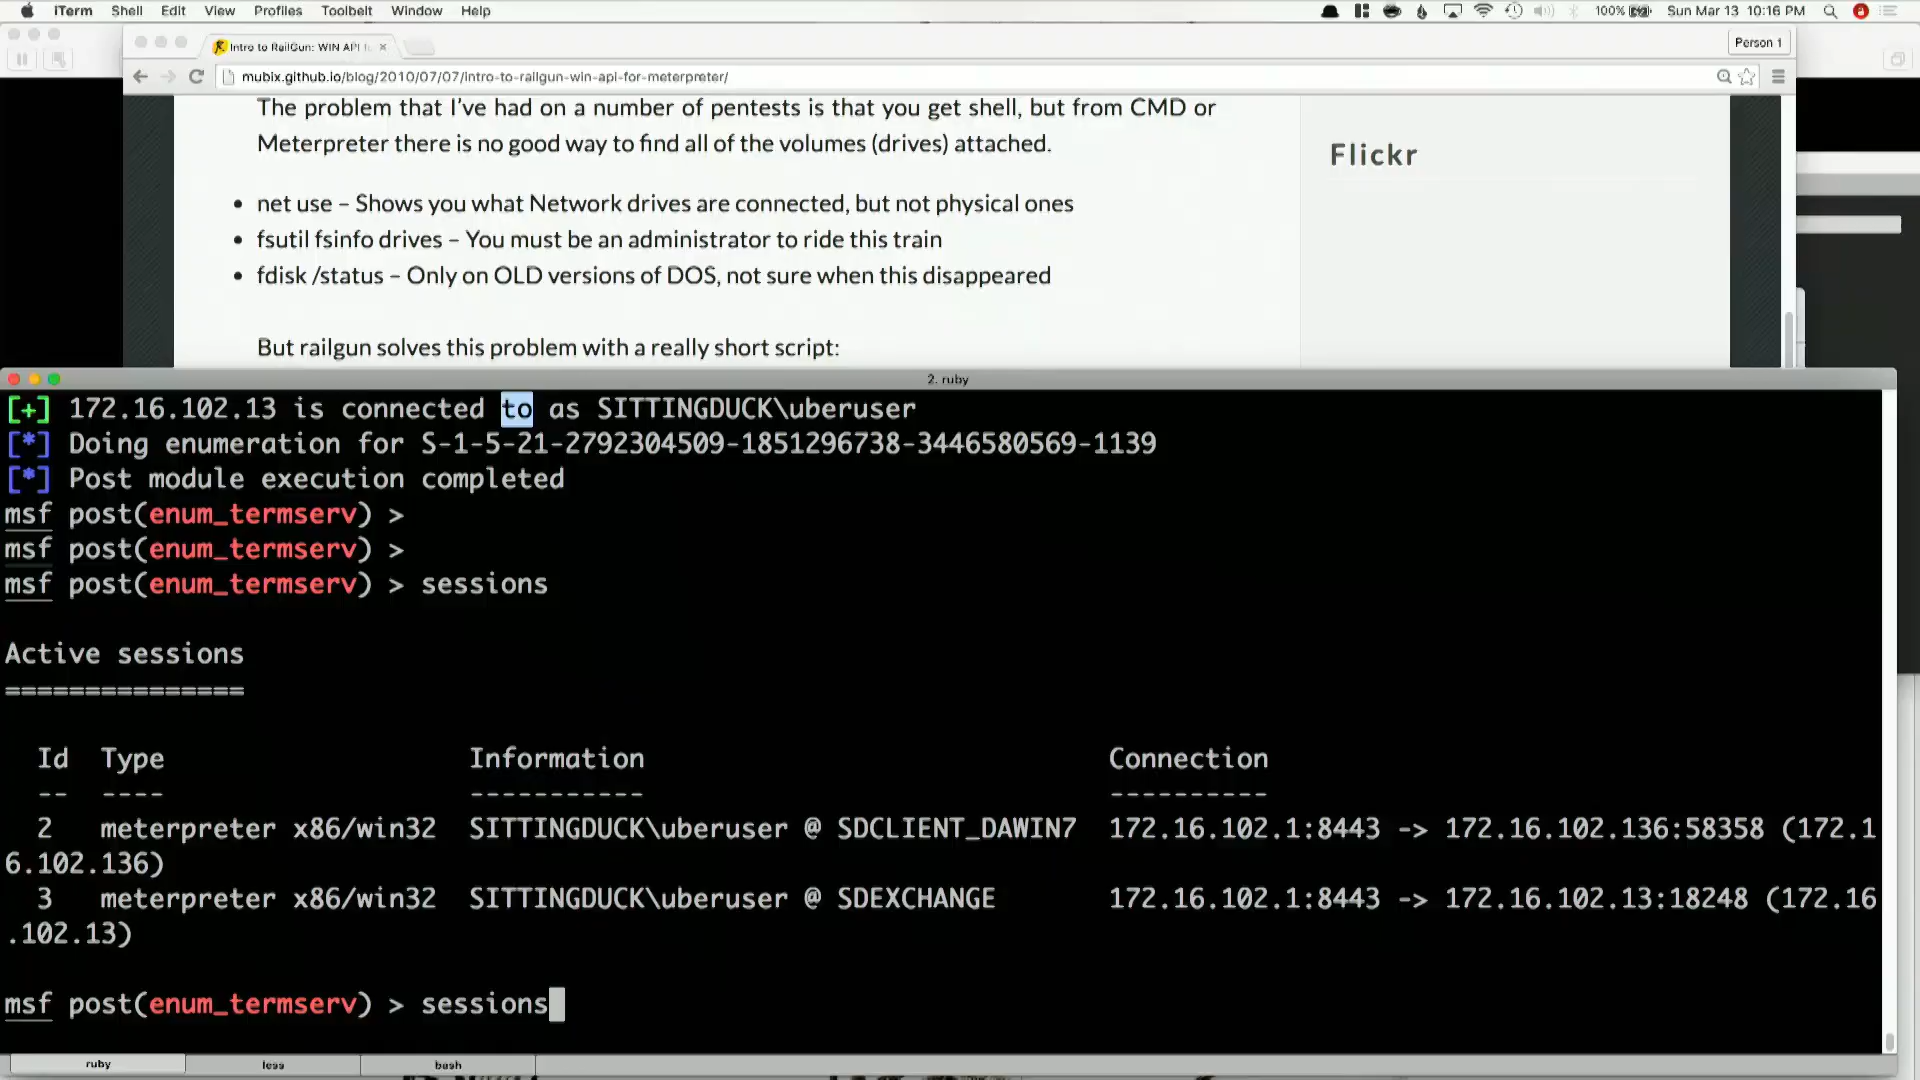 iTerm Shell Edit View Profiles Toolbelt Window Help 100% Sun Mar 13 10:16 PM
Intro to RailGun: WIN API f
Person 1
mubix.github.io/blog/2010/07/07/intro-to-railgun-win-api-for-meterpreter/
The problem that I've had on a number of pentests is that you get shell, but from CMD or
Meterpreter there is no good way to find all of the volumes (drives) attached.
Flickr
• net use – Shows you what Network drives are connected, but not physical ones
• fsutil fsinfo drives – You must be an administrator to ride this train
• fdisk /status – Only on OLD versions of DOS, not sure when this disappeared
But railgun solves this problem with a really short script:
2. ruby
[+] 172.16.102.13 is connected to as SITTINGDUCK\uberuser
[*] Doing enumeration for S-1-5-21-2792304509-1851296738-3446580569-1139
[*] Post module execution completed
msf post(enum_termserv) >
msf post(enum_termserv) >
msf post(enum_termserv) > sessions
Active sessions
===============
Id Type Information Connection
-- ---- ----------- ----------
2 meterpreter x86/win32 SITTINGDUCK\uberuser @ SDCLIENT_DAWIN7 172.16.102.1:8443 -> 172.16.102.136:58358 (172.1
6.102.136)
3 meterpreter x86/win32 SITTINGDUCK\uberuser @ SDEXCHANGE 172.16.102.1:8443 -> 172.16.102.13:18248 (172.16
.102.13)
msf post(enum_termserv) > sessions
ruby less bash